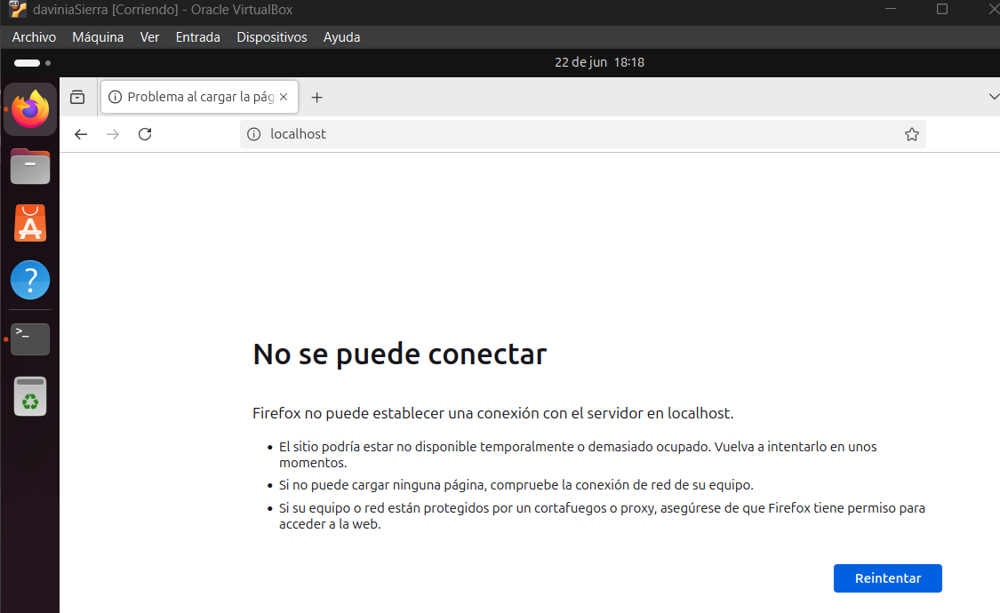 daviniaSierra [Corriendo] - Oracle VirtualBox
Archivo Máquina Ver Entrada Dispositivos Ayuda
22 de jun 18:18
Problema al cargar la pág
localhost
No se puede conectar
Firefox no puede establecer una conexión con el servidor en localhost.
El sitio podría estar no disponible temporalmente o demasiado ocupado. Vuelva a intentarlo en unos
momentos.
Si no puede cargar ninguna página, compruebe la conexión de red de su equipo.
Si su equipo o red están protegidos por un cortafuegos o proxy, asegúrese de que Firefox tiene permiso para
acceder a la web.
Reintentar